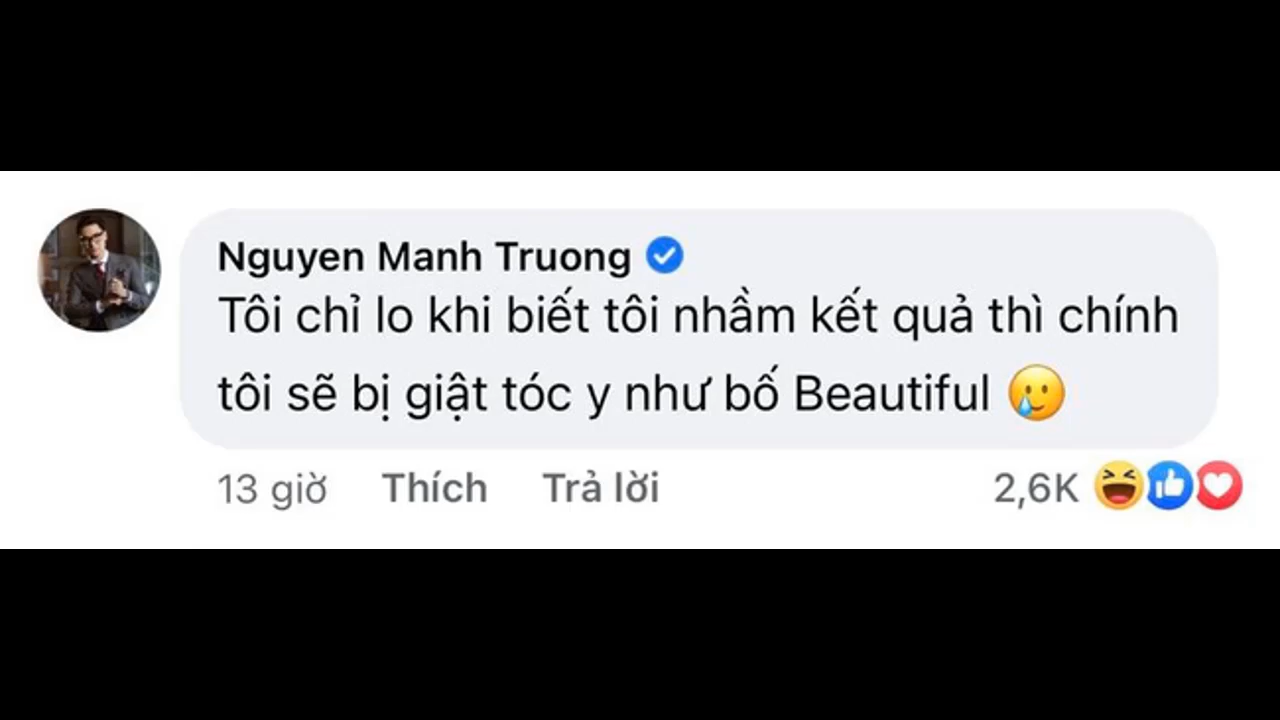 Nguyen Manh Truong
Tôi chỉ lo khi biết tôi nhầm kết quả thì chính
tôi sẽ bị giật tóc y như bố Beautiful 🥲
13 giờ Thích Trả lời 2,6K